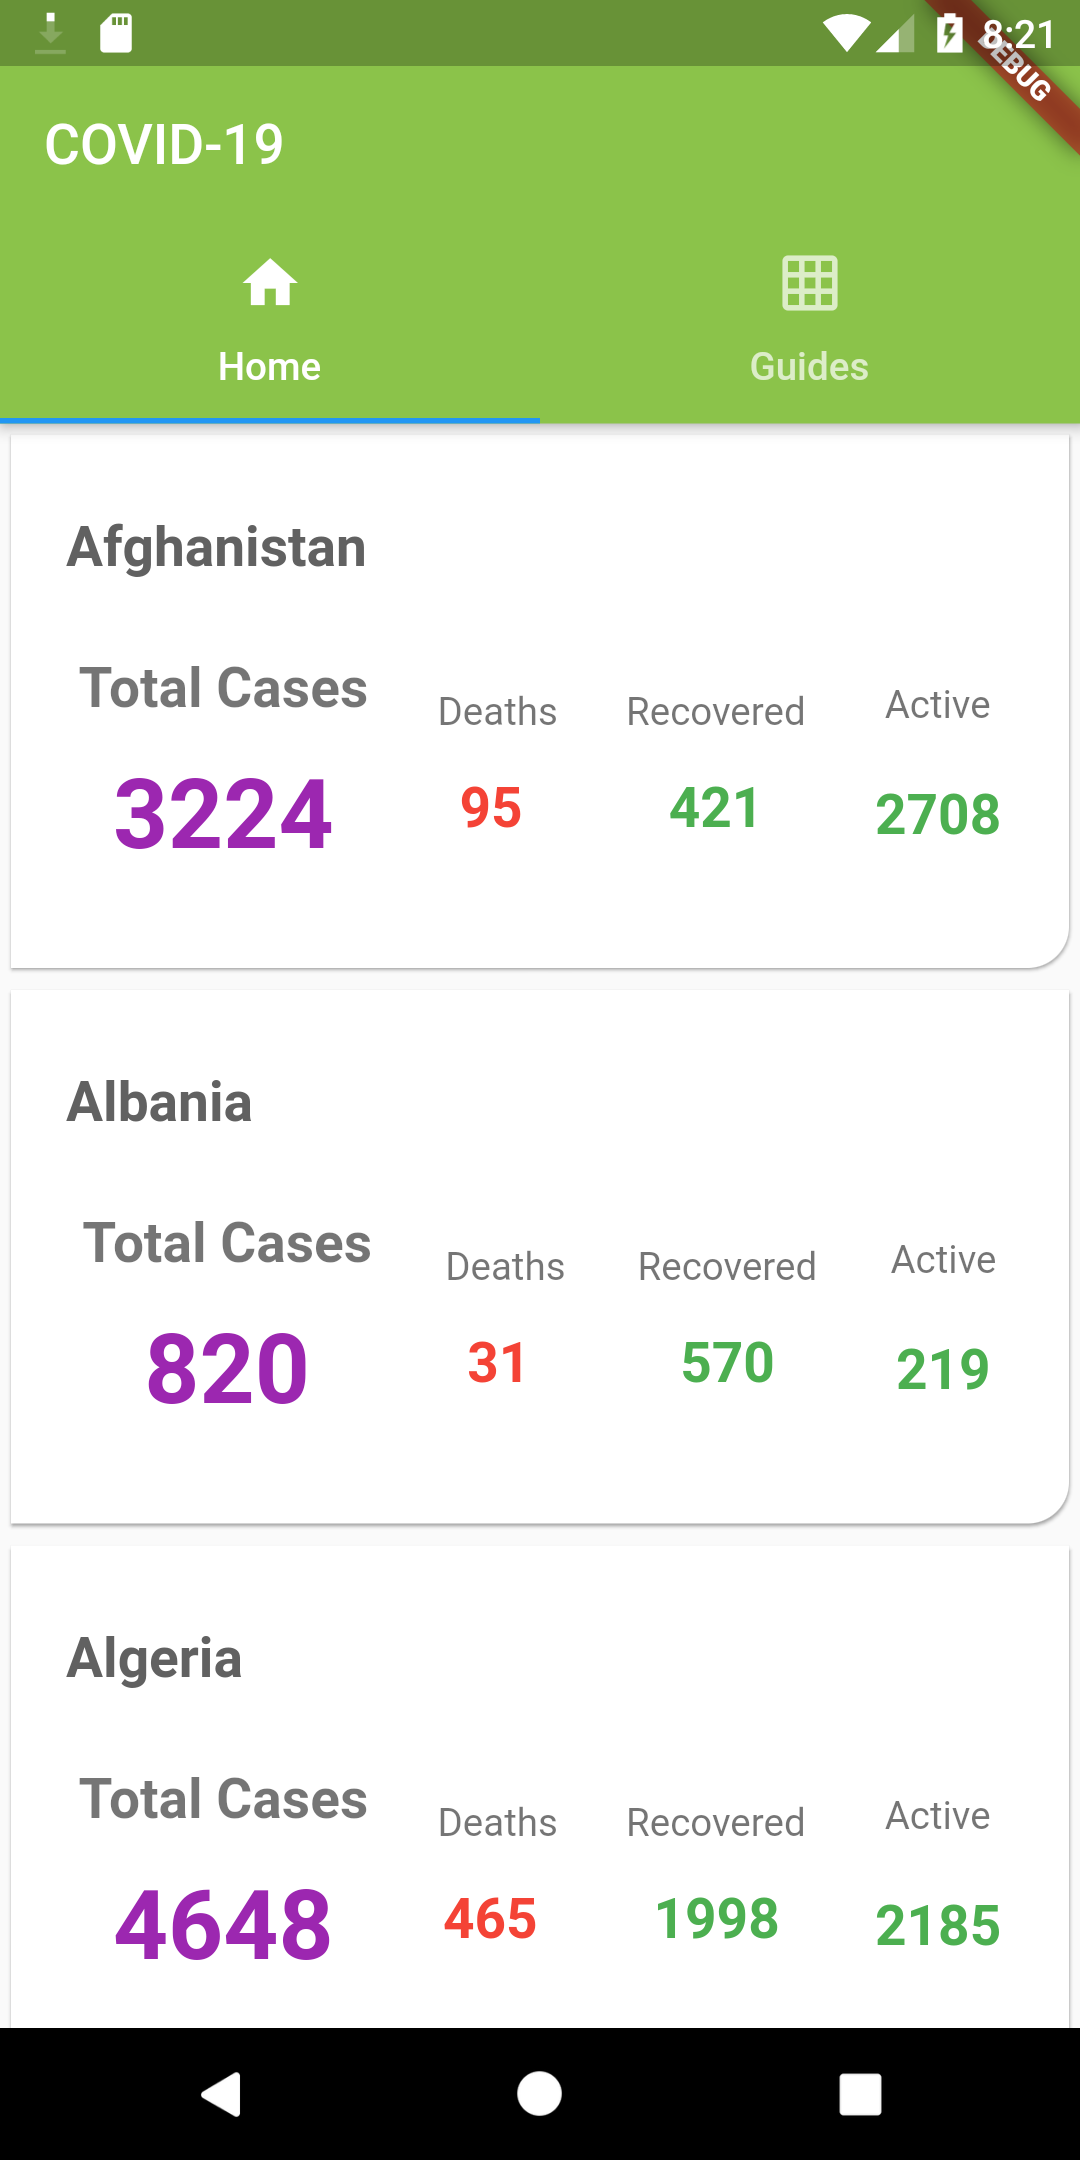 8:21
DEBUG
COVID-19
Home Guides
Afghanistan
Total Cases Deaths Recovered Active
3224 95 421 2708
Albania
Total Cases Deaths Recovered Active
820 31 570 219
Algeria
Total Cases Deaths Recovered Active
4648 465 1998 2185